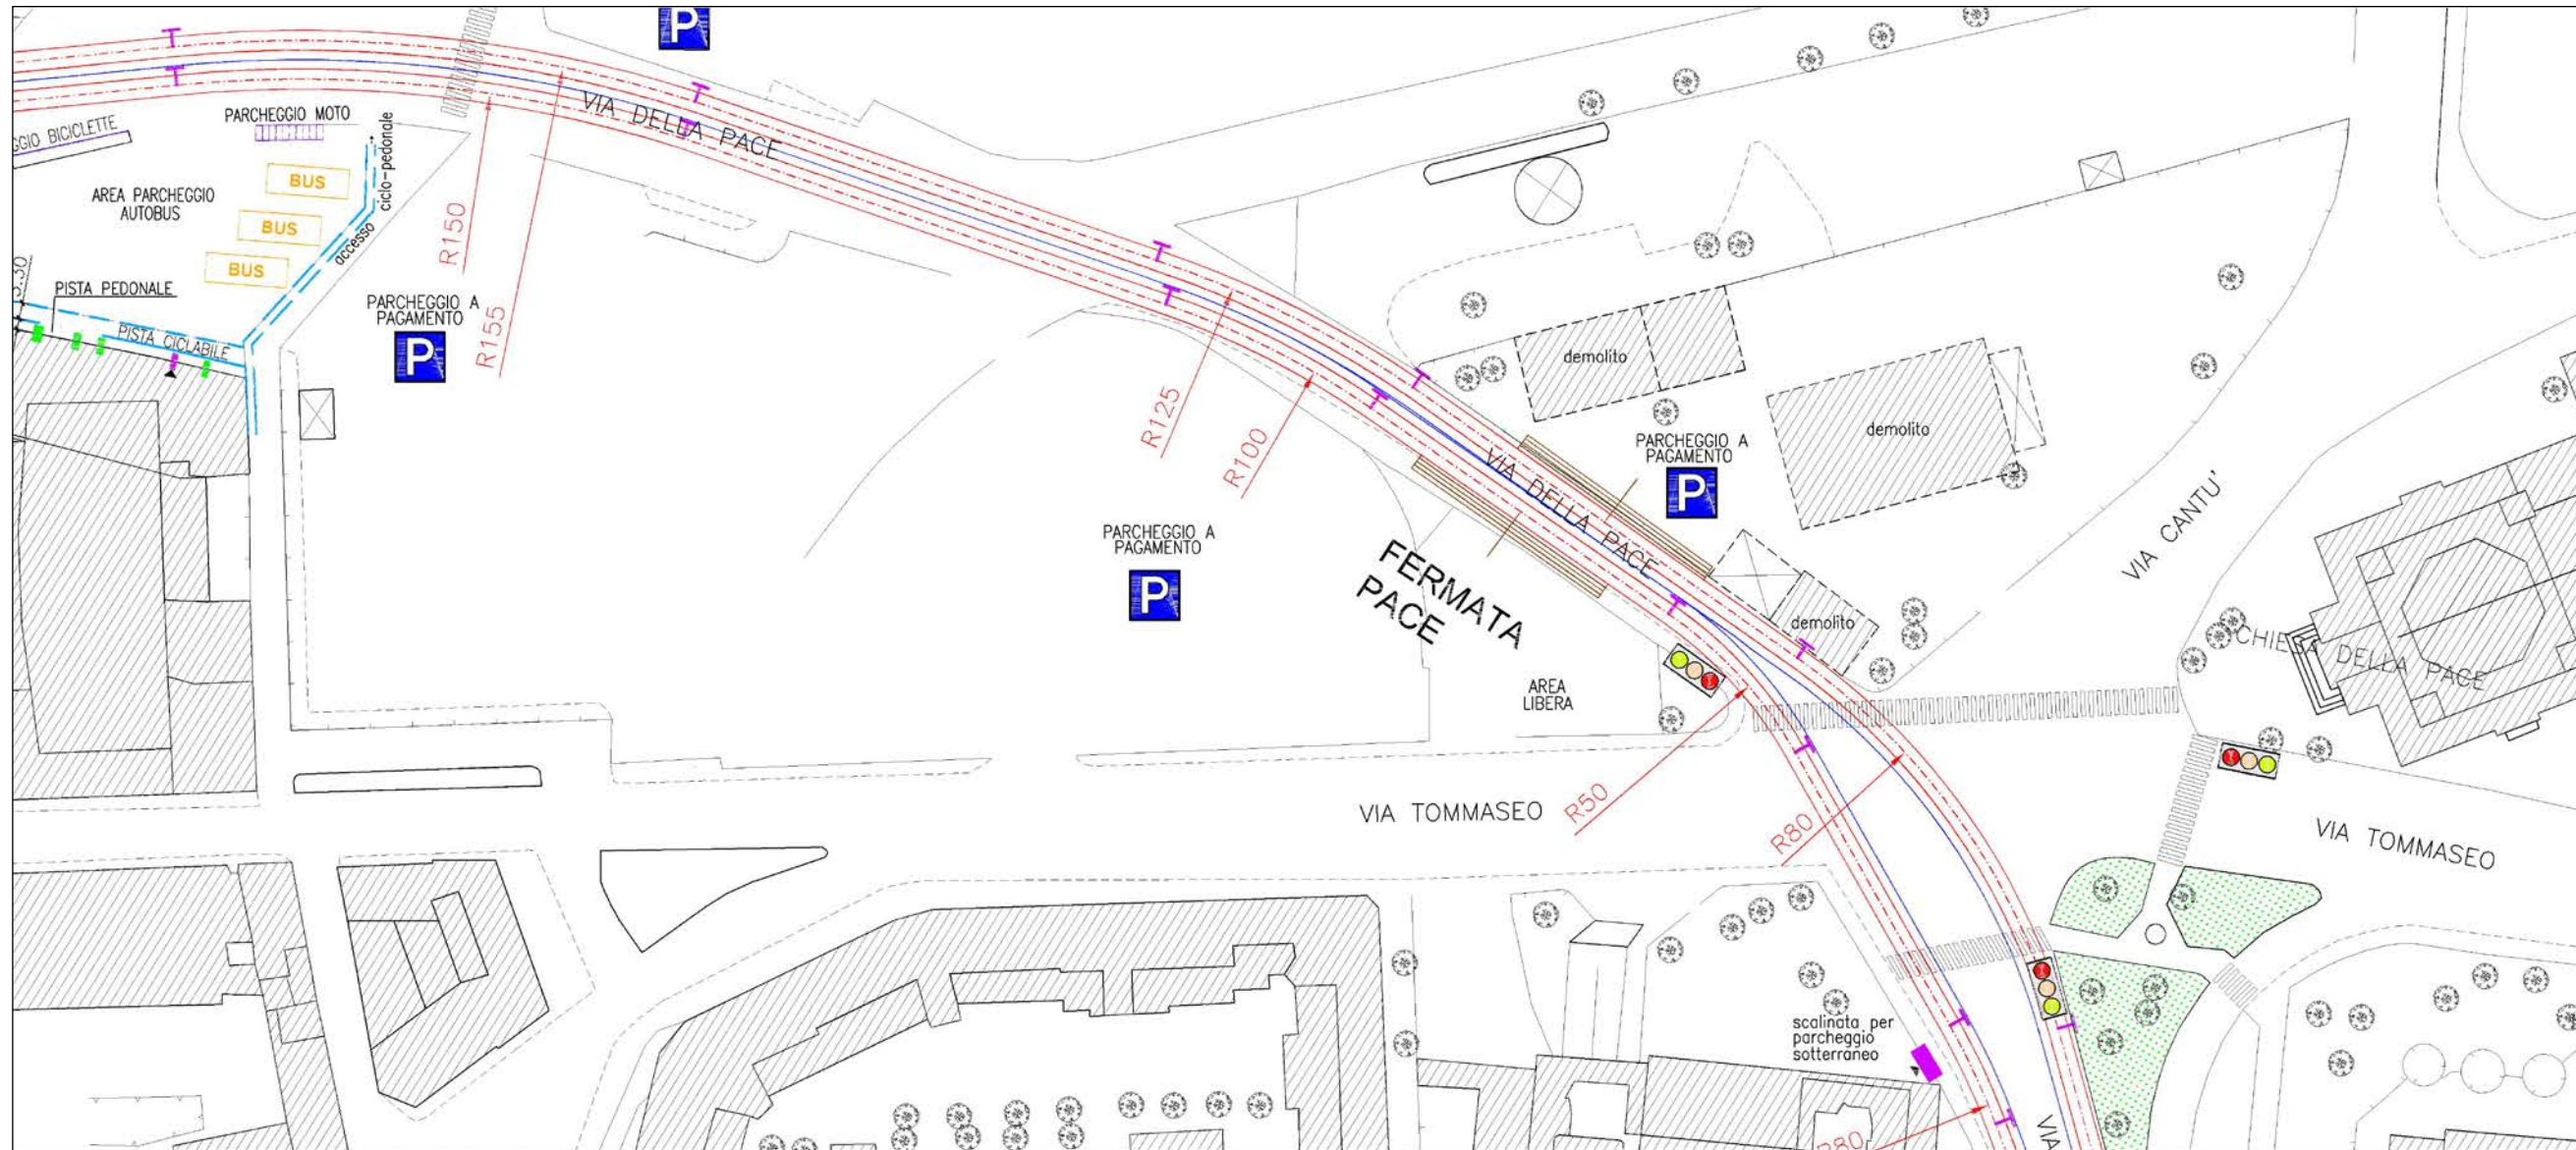 P
VIA DELLA PACE
PARCHEGGIO MOTO
GGIO BICICLETTE
ciclo-pedonale
accesso
BUS
BUS
BUS
AREA PARCHEGGIO
AUTOBUS
R150
R155
PISTA PEDONALE
PISTA CICLABILE
PARCHEGGIO A
PAGAMENTO
P
R125
R100
demolito
demolito
demolito
PARCHEGGIO A
PAGAMENTO
P
VIA DELLA PACE
PARCHEGGIO A
PAGAMENTO
P
FERMATA
PACE
VIA CANTU'
CHIESA DELLA PACE
AREA
LIBERA
R50
R80
VIA TOMMASEO
VIA TOMMASEO
scalinata per
parcheggio
sotterraneo
R80
VIA